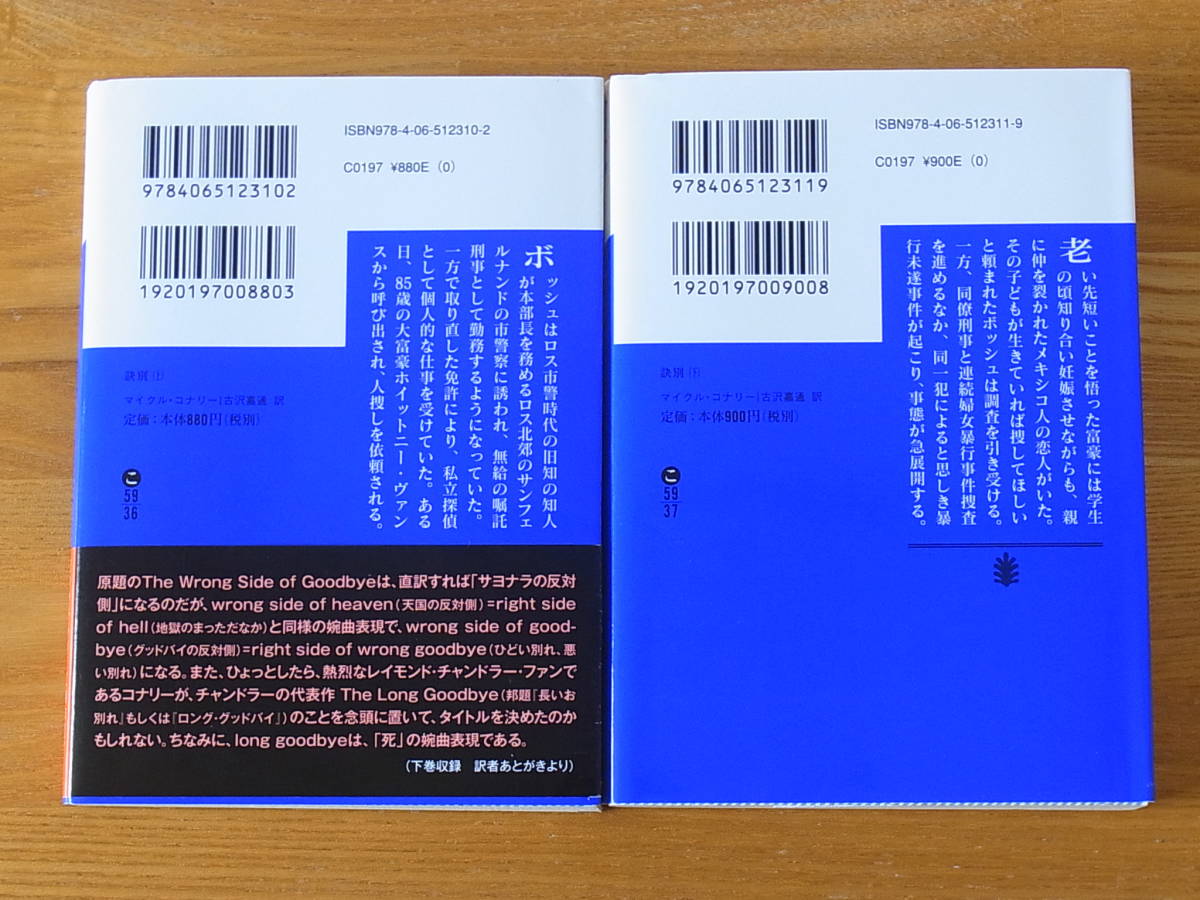 ISBN978-4-06-512310-2
C0197 ¥880E (0)
9784065123102
1920197008803
ボッシュはロス市警時代の旧知の知人
が本部長を務めるロス北郊のサンフェ
ルナンドの市警察に誘われ、無給の嘱託
刑事として勤務するようになっていた。
一方で取り直した免許により、私立探偵
として個人的な仕事を受けていた。ある
日、85歳の大富豪ホイットニー・ヴァン
スから呼び出され、人捜しを依頼される。
訣別(上)
マイクル・コナリー|古沢嘉通 訳
定価:本体880円(税別)
こ
59
36
原題のThe Wrong Side of Goodbyeは、直訳すれば「サヨナラの反対
側」になるのだが、wrong side of heaven(天国の反対側)=right side
of hell(地獄のまっただなか)と同様の婉曲表現で、wrong side of good-
bye(グッドバイの反対側)=right side of wrong goodbye(ひどい別れ、悪
い別れ)になる。また、ひょっとしたら、熱烈なレイモンド・チャンドラー・ファンで
あるコナリーが、チャンドラーの代表作 The Long Goodbye(邦題『長いお
別れ』もしくは『ロング・グッドバイ』)のことを念頭に置いて、タイトルを決めたのか
もしれない。ちなみに、long goodbyeは、「死」の婉曲表現である。
(下巻収録 訳者あとがきより)
ISBN978-4-06-512311-9
C0197 ¥900E (0)
9784065123119
1920197009008
老い先短いことを悟った富豪には学生
の頃知り合い妊娠させながらも、親
に仲を裂かれたメキシコ人の恋人がいた。
その子どもが生きていれば捜してほしい
と頼まれたボッシュは調査を引き受ける。
一方、同僚刑事と連続婦女暴行事件捜査
を進めるなか、同一犯によると思しき暴
行未遂事件が起こり、事態が急展開する。
訣別(下)
マイクル・コナリー|古沢嘉通 訳
定価:本体900円(税別)
こ
59
37